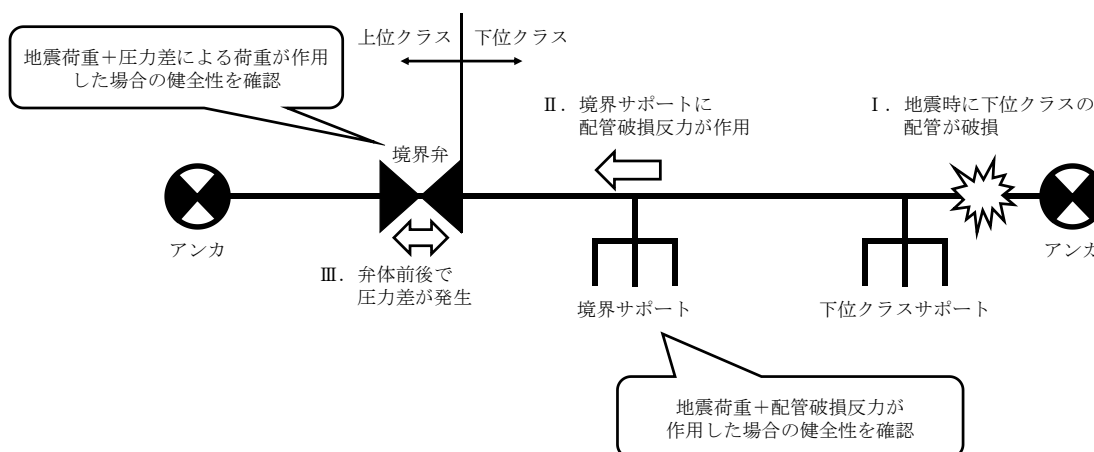 地震荷重＋圧力差による荷重が作用
した場合の健全性を確認
上位クラス
下位クラス
Ⅱ．境界サポートに
配管破損反力が作用
Ⅰ．地震時に下位クラスの
配管が破損
境界弁
アンカ
アンカ
Ⅲ．弁体前後で
圧力差が発生
境界サポート
下位クラスサポート
地震荷重＋配管破損反力が
作用した場合の健全性を確認